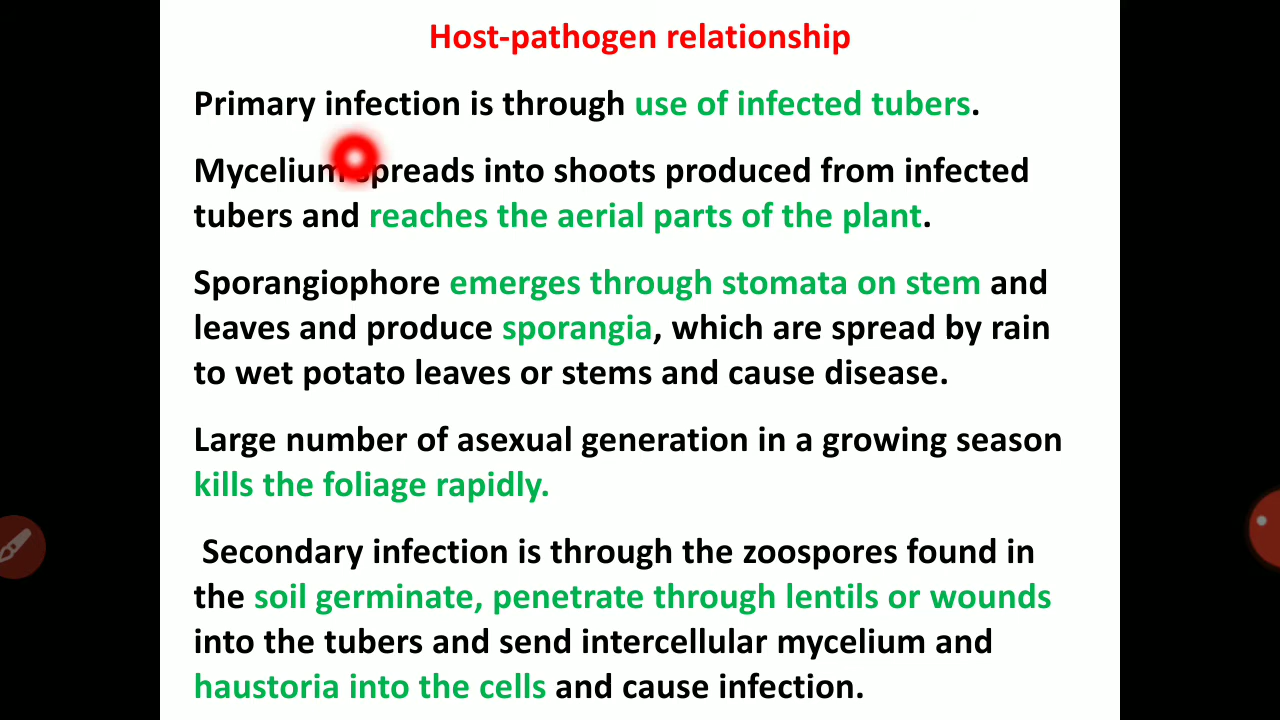 Host-pathogen relationship
Primary infection is through use of infected tubers.
Mycelium spreads into shoots produced from infected
tubers and reaches the aerial parts of the plant.
Sporangiophore emerges through stomata on stem and
leaves and produce sporangia, which are spread by rain
to wet potato leaves or stems and cause disease.
Large number of asexual generation in a growing season
kills the foliage rapidly.
Secondary infection is through the zoospores found in
the soil germinate, penetrate through lentils or wounds
into the tubers and send intercellular mycelium and
haustoria into the cells and cause infection.